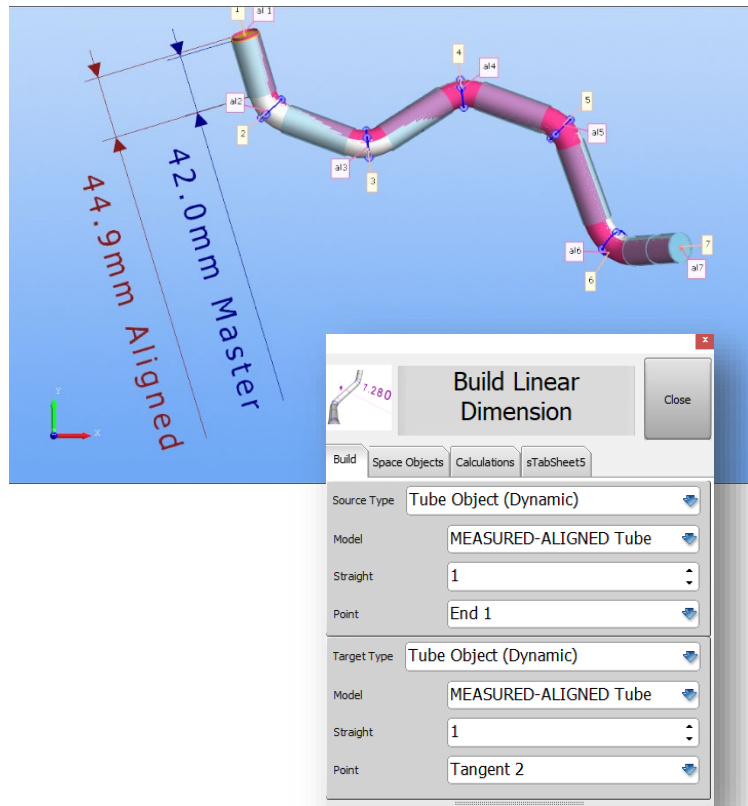 1
al 1
4
al4
al2
5
al5
2
al3
3
44.9mm Aligned
42.0mm Master
al6
7
al7
6
Y
X
x
7.280
Build Linear
Dimension
Close
Build
Space Objects
Calculations
sTabSheet5
Source Type
Tube Object (Dynamic)
Model
MEASURED-ALIGNED Tube
Straight
1
Point
End 1
Target Type
Tube Object (Dynamic)
Model
MEASURED-ALIGNED Tube
Straight
1
Point
Tangent 2